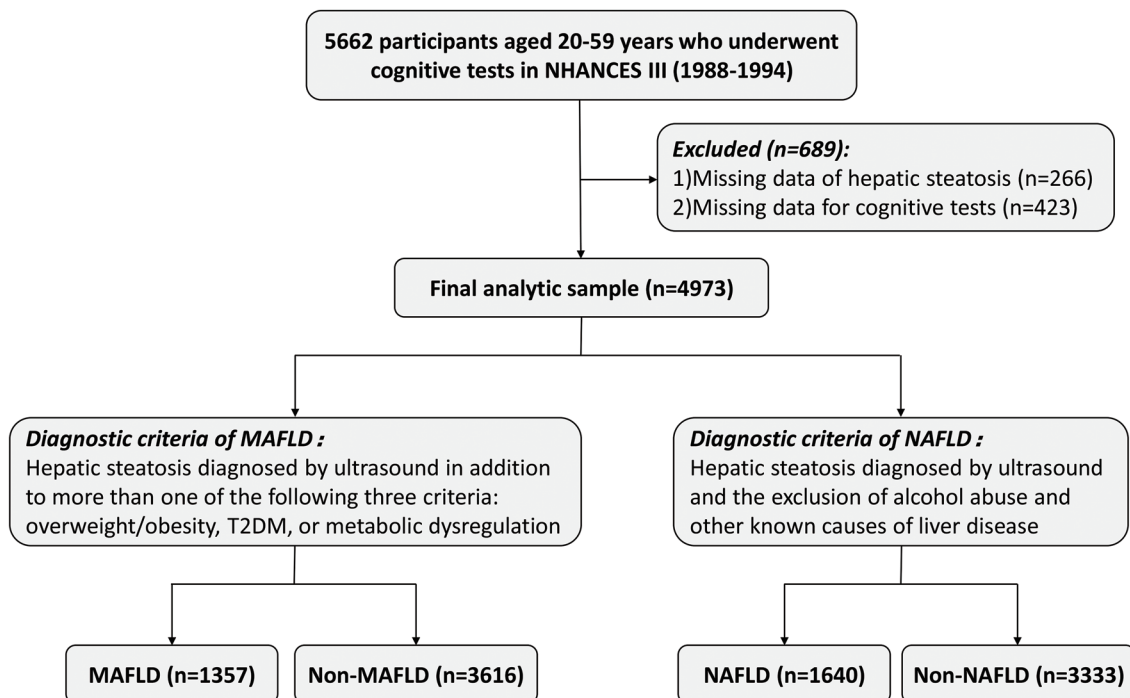 5662 participants aged 20-59 years who underwent
cognitive tests in NHANCES III (1988-1994)
Excluded (n=689):
1)Missing data of hepatic steatosis (n=266)
2)Missing data for cognitive tests (n=423)
Final analytic sample (n=4973)
Diagnostic criteria of MAFLD：
Hepatic steatosis diagnosed by ultrasound in addition
to more than one of the following three criteria:
overweight/obesity, T2DM, or metabolic dysregulation
Diagnostic criteria of NAFLD：
Hepatic steatosis diagnosed by ultrasound
and the exclusion of alcohol abuse and
other known causes of liver disease
MAFLD (n=1357)
Non-MAFLD (n=3616)
NAFLD (n=1640)
Non-NAFLD (n=3333)